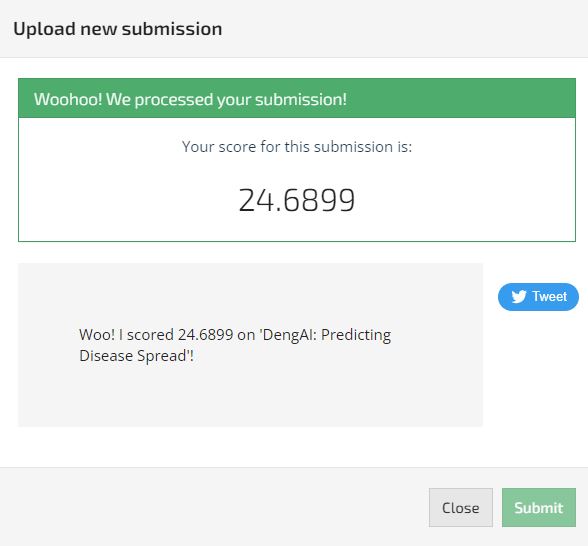 Upload new submission
Woohoo! We processed your submission!
Your score for this submission is:
24.6899
Woo! I scored 24.6899 on 'DengAI: Predicting
Disease Spread'!
Tweet
Close
Submit